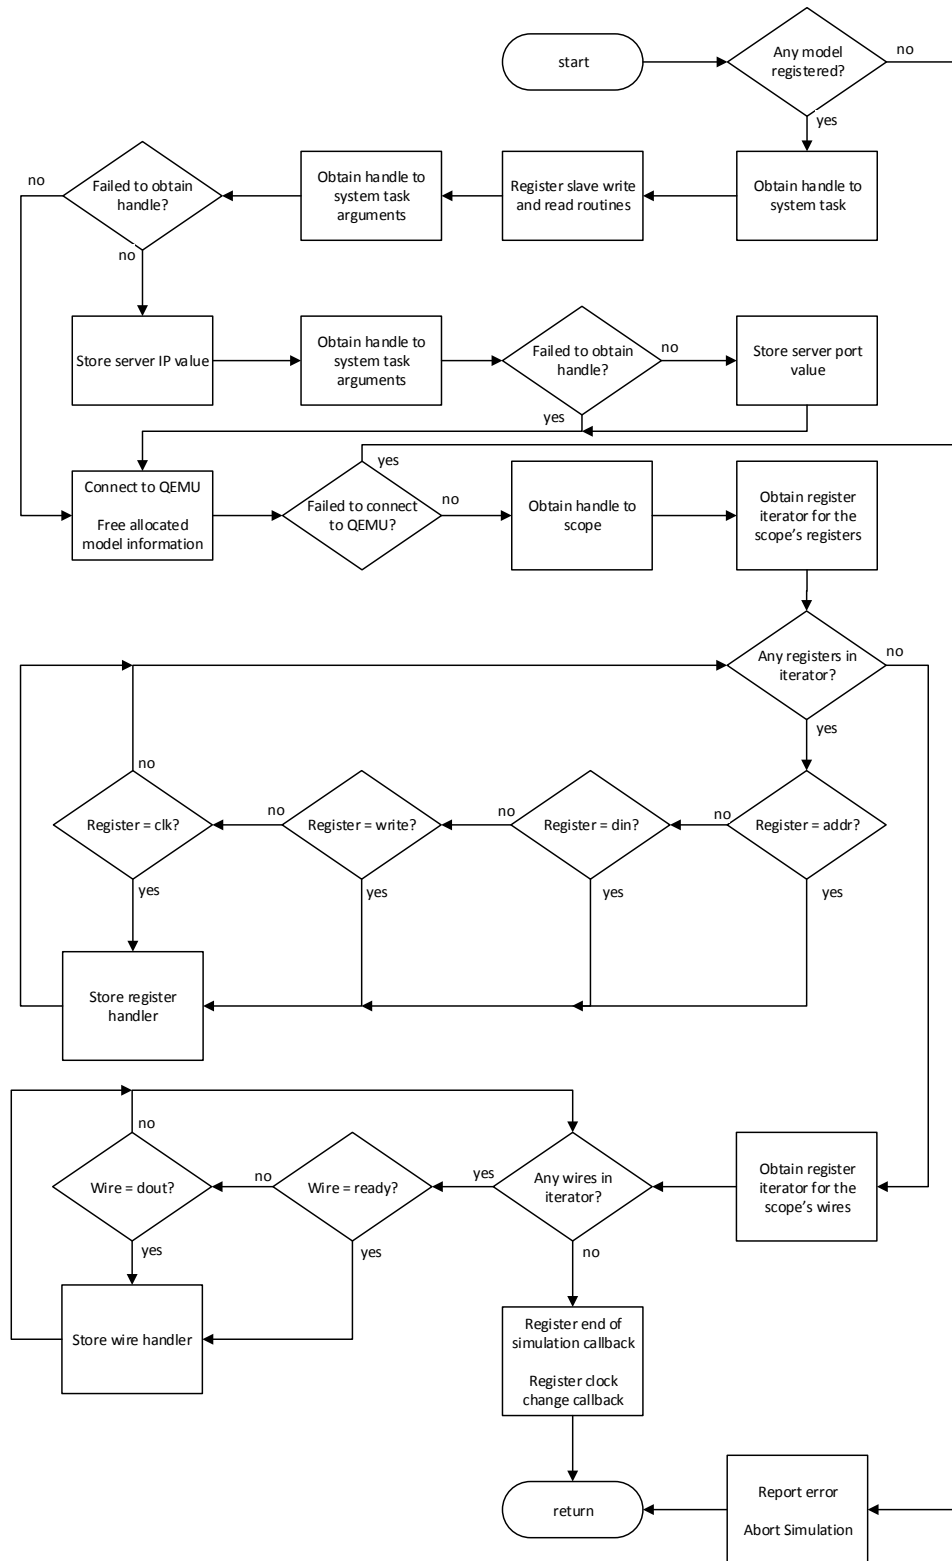 start
Any model
registered?
no
yes
Obtain handle to
system task
Register slave write
and read routines
Obtain handle to
system task
arguments
Failed to obtain
handle?
no
no
Store server IP value
Obtain handle to
system task
arguments
Failed to obtain
handle?
no
yes
Store server port
value
Connect to QEMU
Free allocated
model information
Failed to connect
to QEMU?
yes
no
Obtain handle to
scope
Obtain register
iterator for the
scope's registers
Any registers in
iterator?
no
yes
Register = addr?
no
yes
Register = din?
no
yes
Register = write?
no
yes
Register = clk?
no
yes
Store register
handler
Obtain register
iterator for the
scope's wires
Any wires in
iterator?
yes
no
Wire = ready?
no
yes
Wire = dout?
no
yes
Store wire handler
Register end of
simulation callback
Register clock
change callback
return
Report error
Abort Simulation